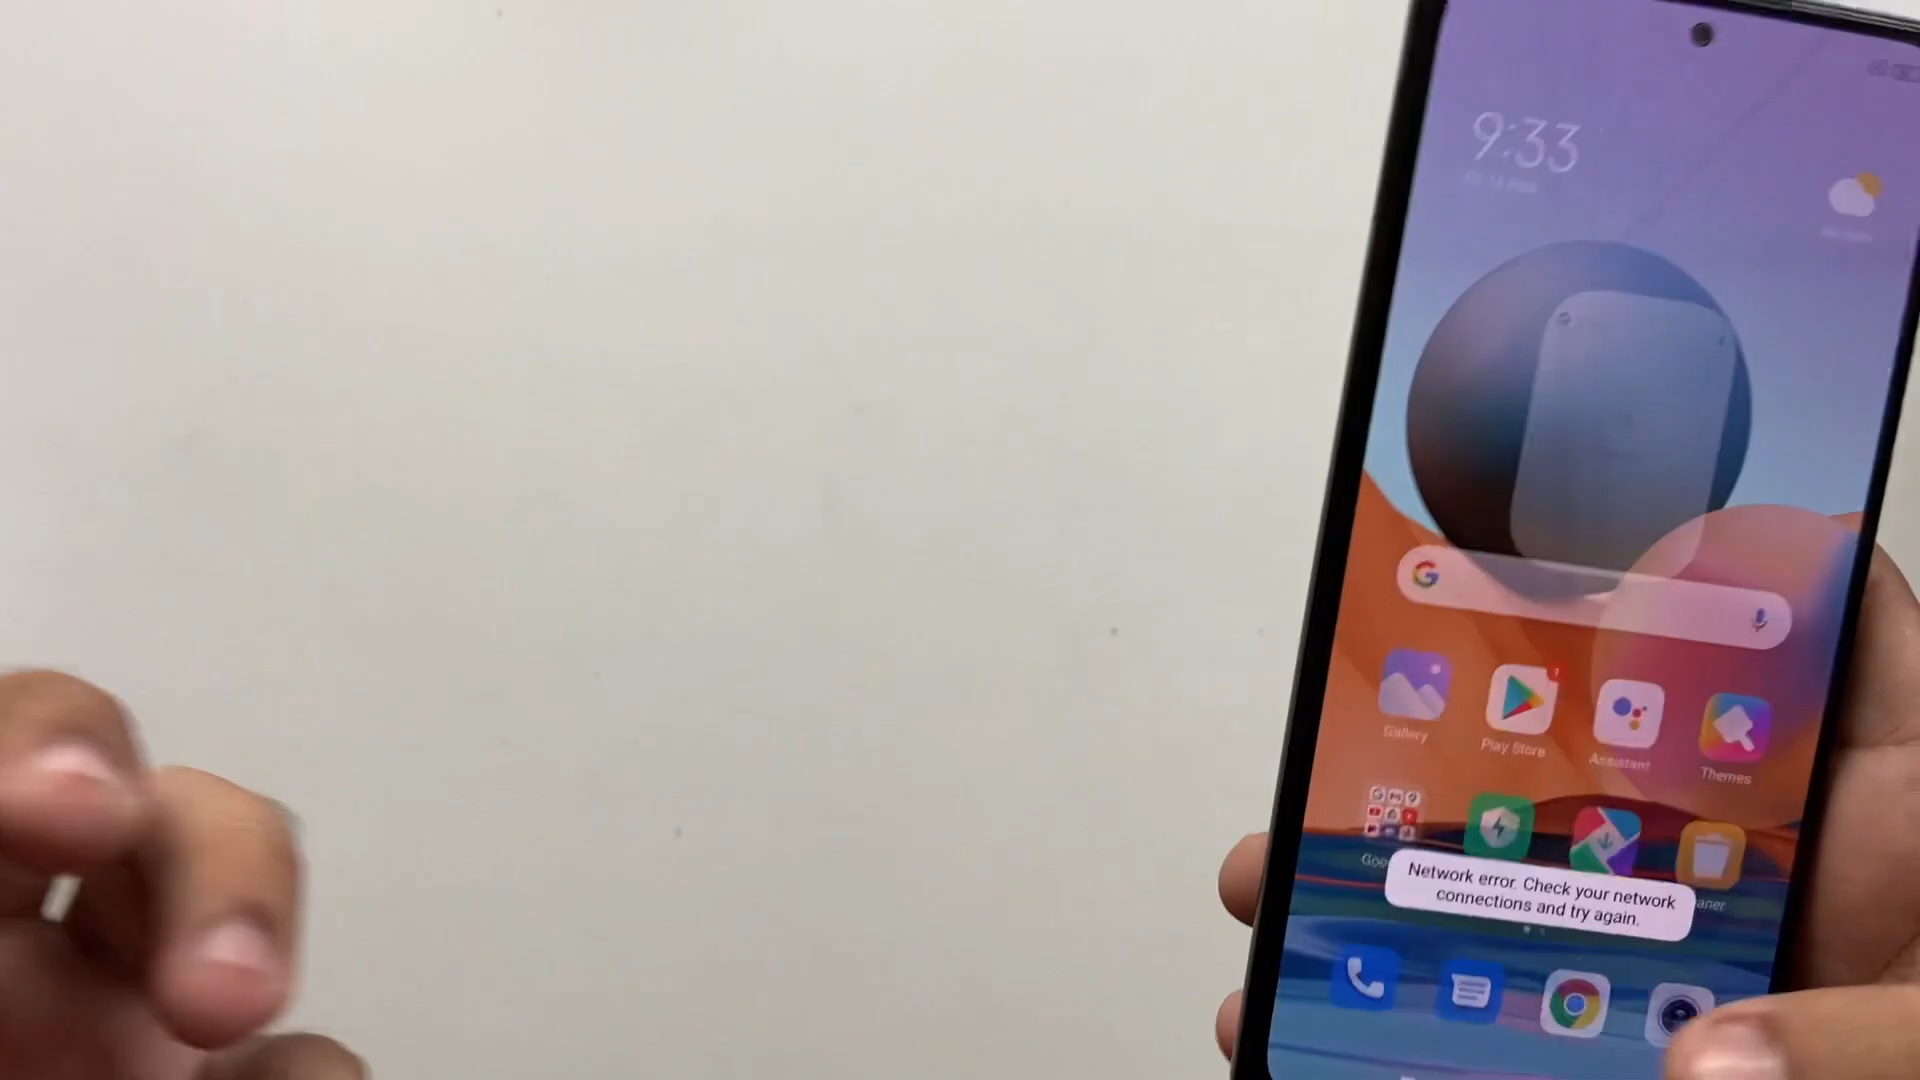 9:33
Gallery
Play Store
Assistant
Themes
Network error. Check your network
connections and try again.